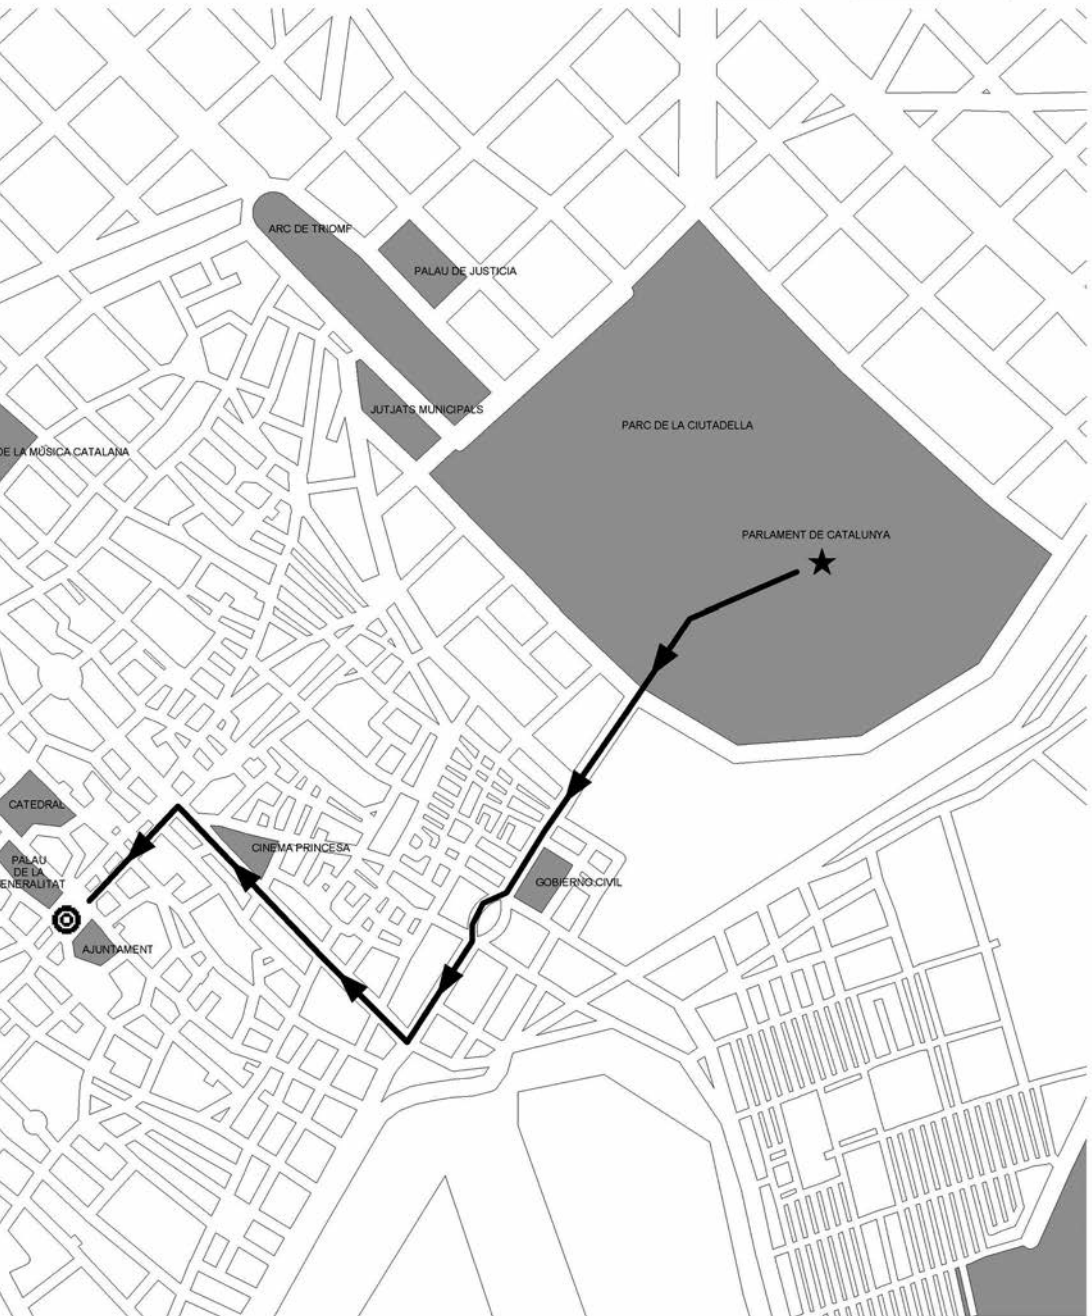 ARC DE TRIOMF
PALAU DE JUSTICIA
JUTJATS MUNICIPALS
PARC DE LA CIUTADELLA
DE LA MÚSICA CATALANA
PARLAMENT DE CATALUNYA
CATEDRAL
CINEMA PRINCESA
PALAU
DE LA
ENERALITAT
GOBIERNO CIVIL
AJUNTAMENT